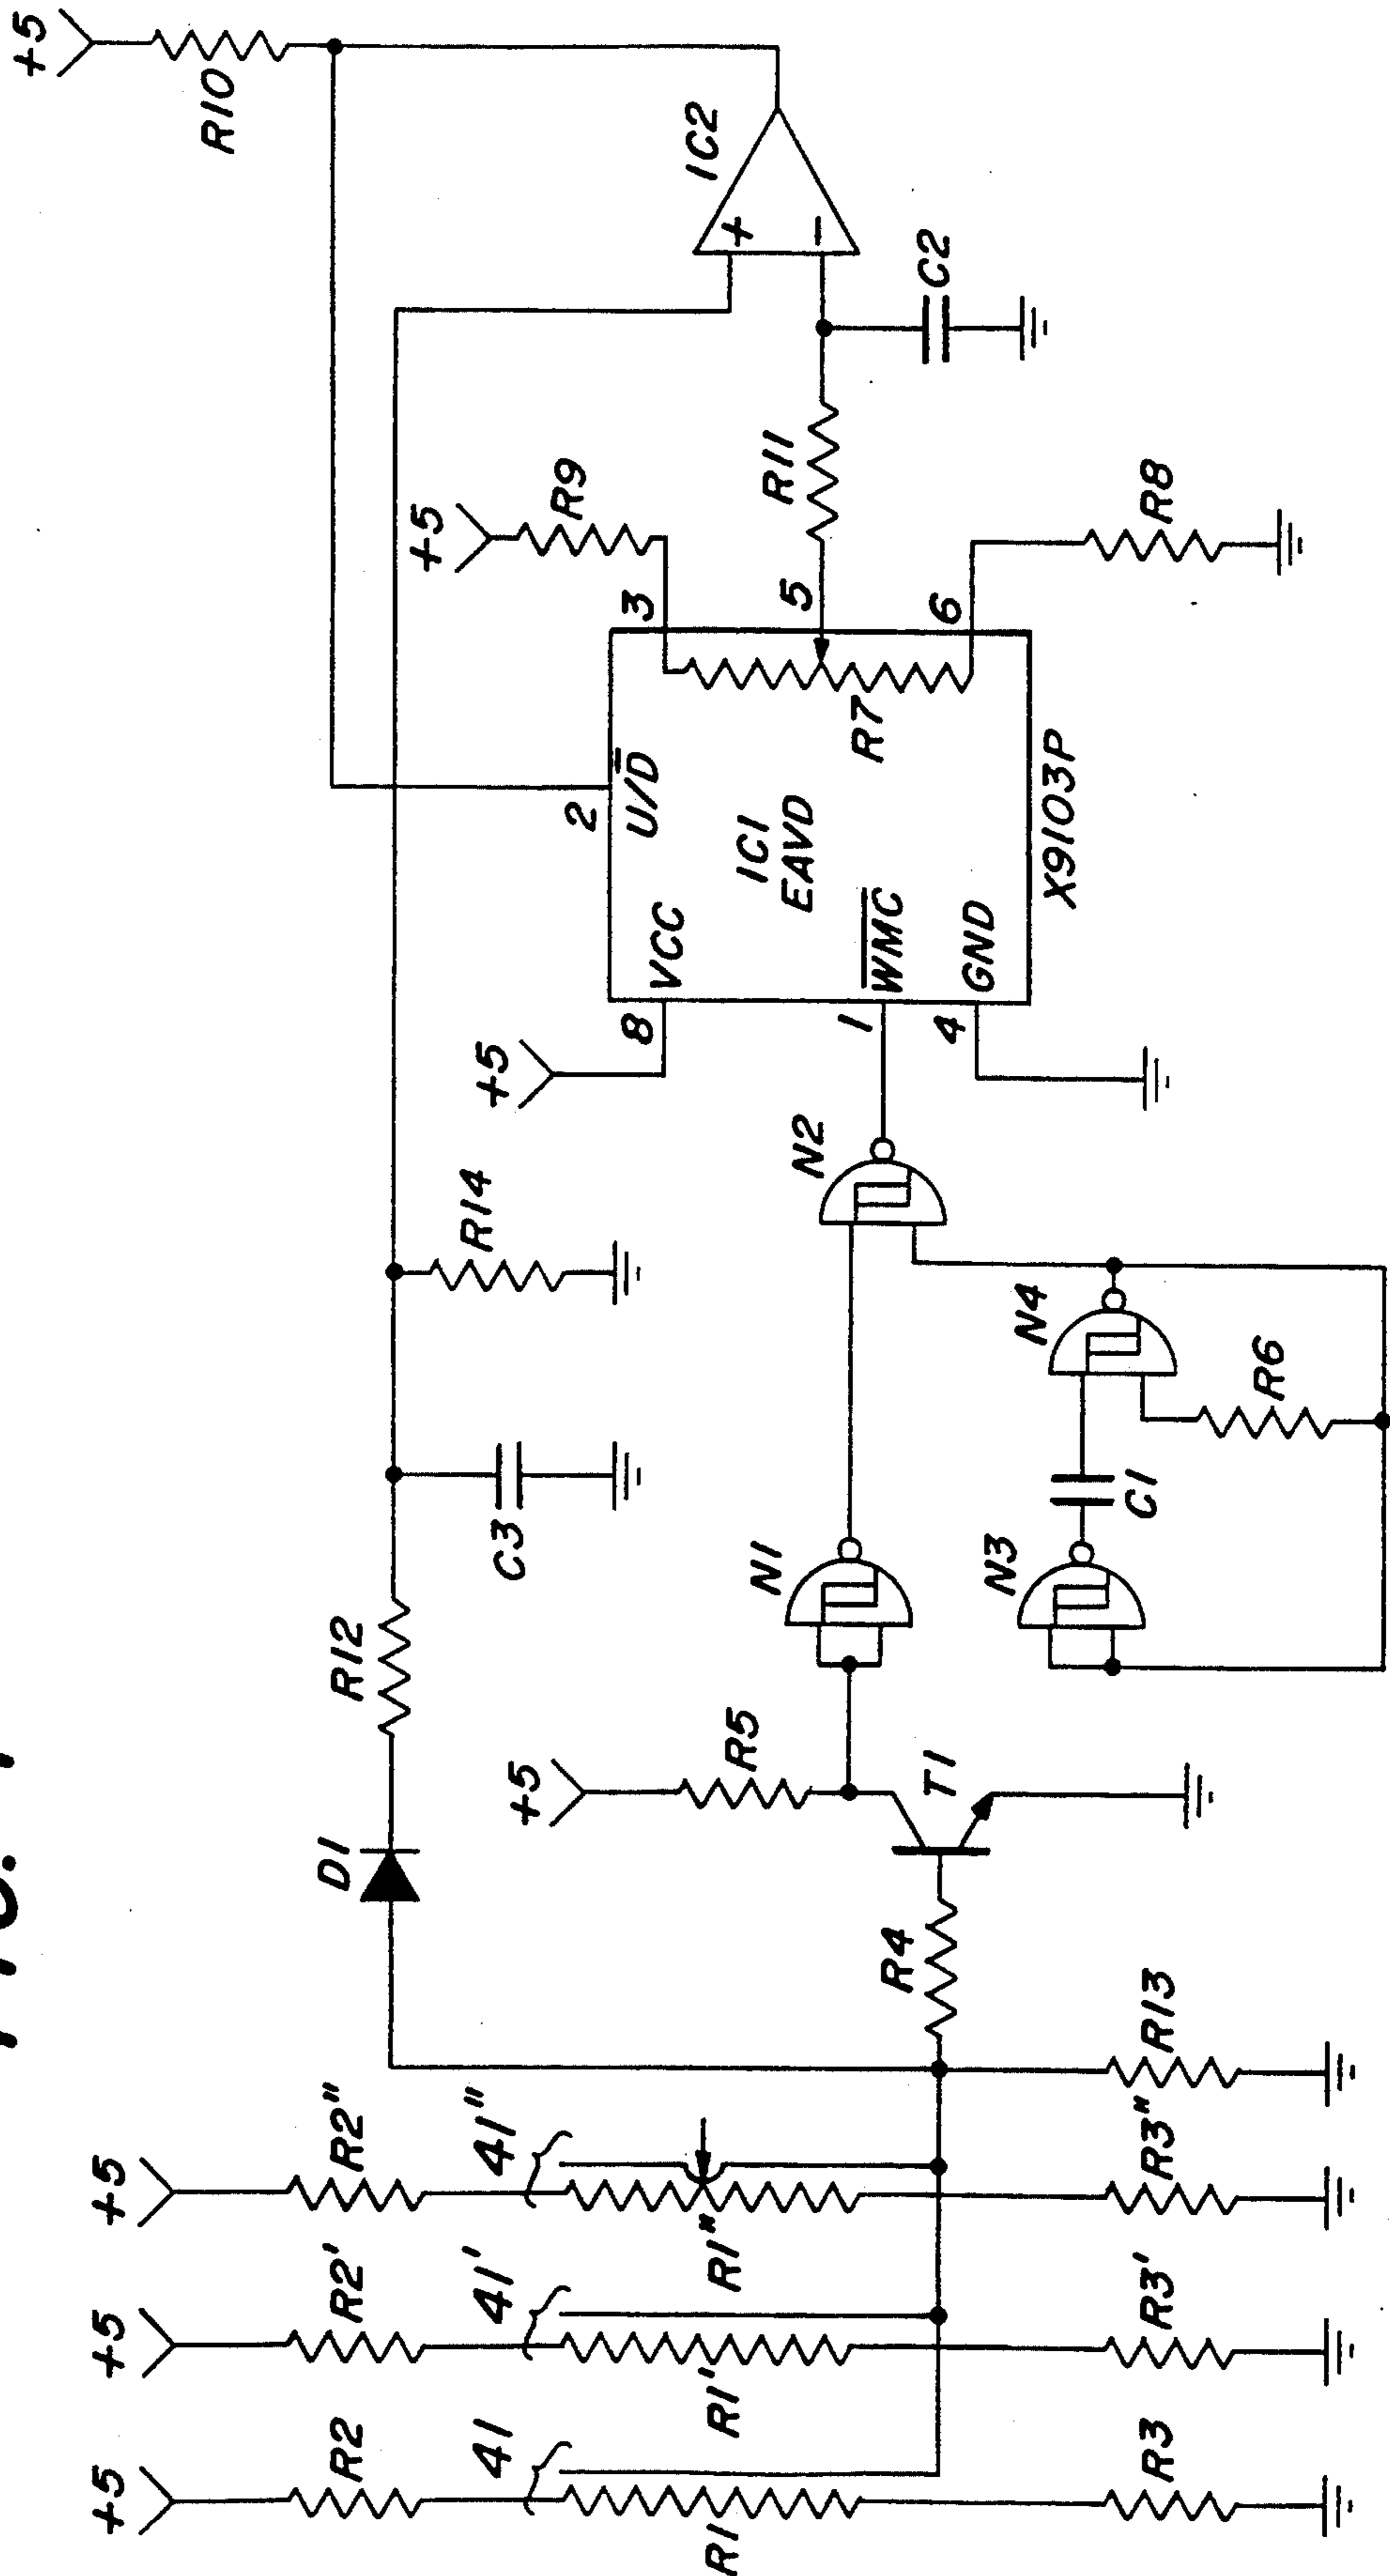 +5
R10
IC2
+
−
C2
R11
+5
R9
R8
3
5
6
2
U/D̅
R7
IC1
EAVD
VCC
W̅M̅C̅
GND
X9103P
8
1
4
+5
N2
R14
N4
R6
C3
C1
N1
N3
R12
+5
R5
T1
D1
R4
R13
+5
R2"
41"
R1"
R3"
+5
R2'
41'
R1'
R3'
+5
R2
41
R1
R3